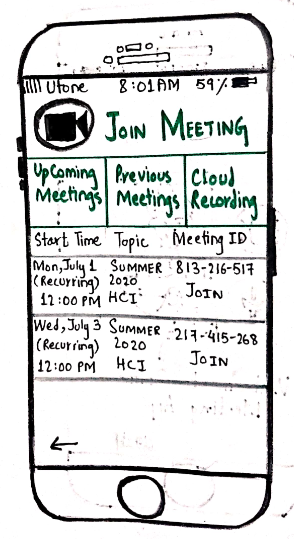 Utone 8:01AM 59%
JOIN MEETING
UpComing Previous Cloud
Meetings Meetings Recording
Start Time Topic Meeting ID
Mon, July 1 SUMMER 813-216-517
(Recurring) 2020 JOIN
12:00 PM HCI
Wed, July 3 SUMMER 217-415-268
(Recurring) 2020 JOIN
12:00 PM HCI